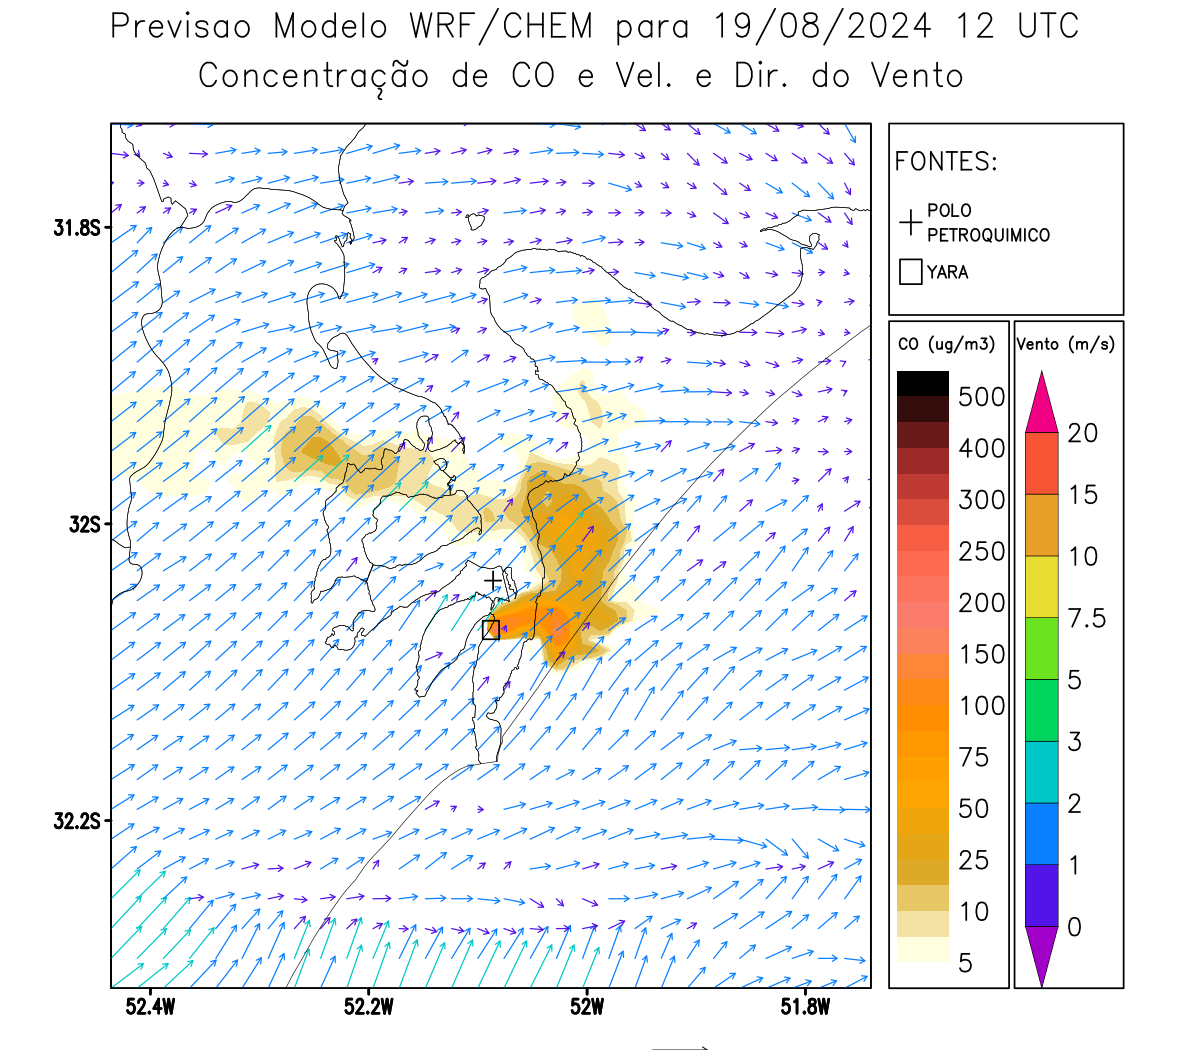 Previsao Modelo WRF/CHEM para 19/08/2024 12 UTC
Concentração de CO e Vel. e Dir. do Vento
FONTES:
POLO
PETROQUIMICO
YARA
CO (ug/m3)
500
400
300
250
200
150
100
75
50
25
10
5
Vento (m/s)
20
15
10
7.5
5
3
2
1
0
31.8S
32S
32.2S
52.4W
52.2W
52W
51.8W